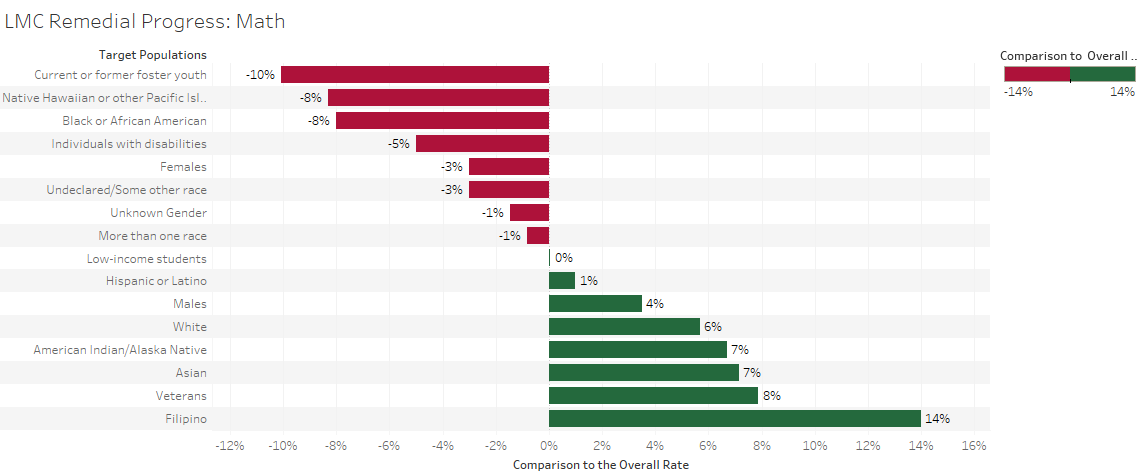 LMC Remedial Progress: Math
Target Populations
Comparison to Overall ..
-14% 14%
Current or former foster youth -10%
Native Hawaiian or other Pacific Isl.. -8%
Black or African American -8%
Individuals with disabilities -5%
Females -3%
Undeclared/Some other race -3%
Unknown Gender -1%
More than one race -1%
Low-income students 0%
Hispanic or Latino 1%
Males 4%
White 6%
American Indian/Alaska Native 7%
Asian 7%
Veterans 8%
Filipino 14%
-12% -10% -8% -6% -4% -2% 0% 2% 4% 6% 8% 10% 12% 14% 16%
Comparison to the Overall Rate